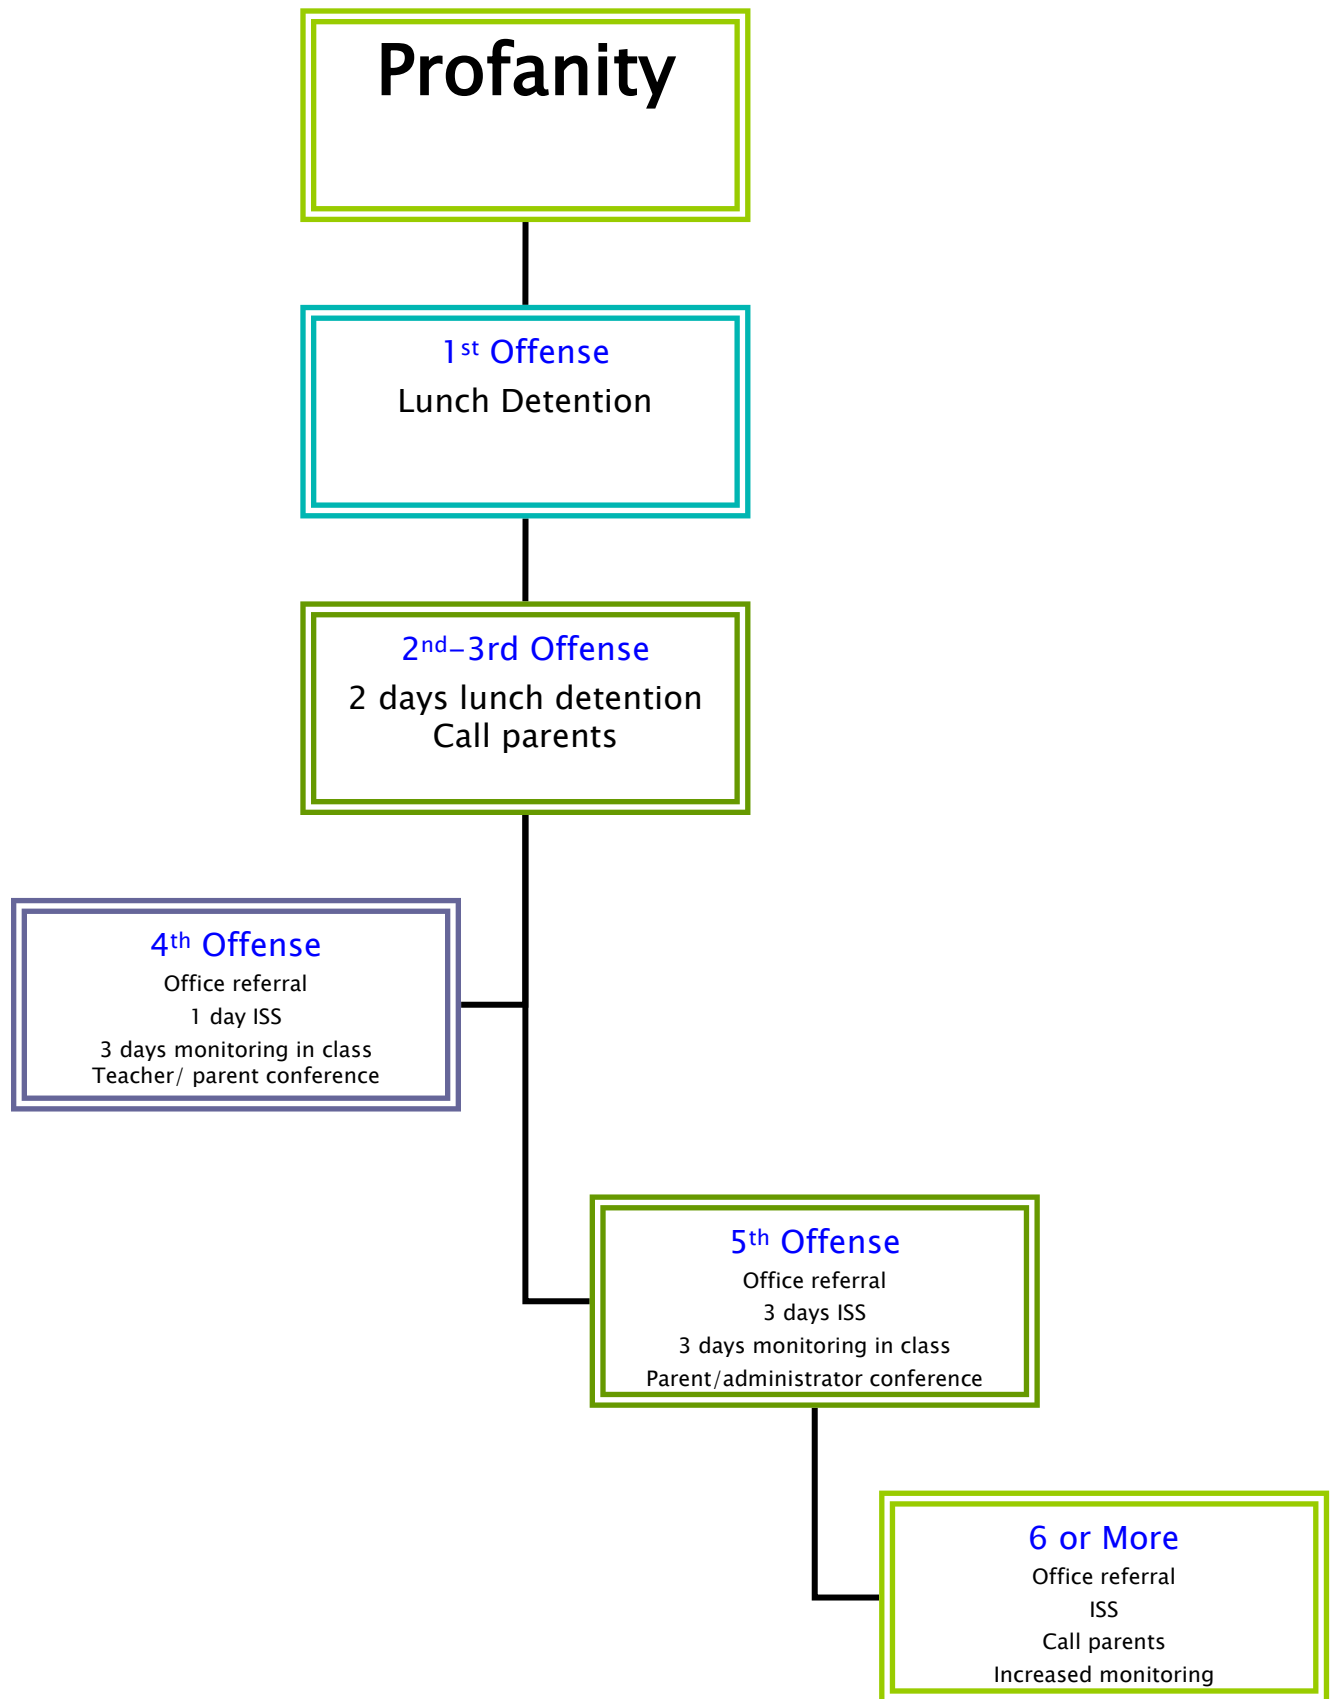 Profanity
1st Offense
Lunch Detention
2nd–3rd Offense
2 days lunch detention
Call parents
4th Offense
Office referral
1 day ISS
3 days monitoring in class
Teacher/ parent conference
5th Offense
Office referral
3 days ISS
3 days monitoring in class
Parent/administrator conference
6 or More
Office referral
ISS
Call parents
Increased monitoring